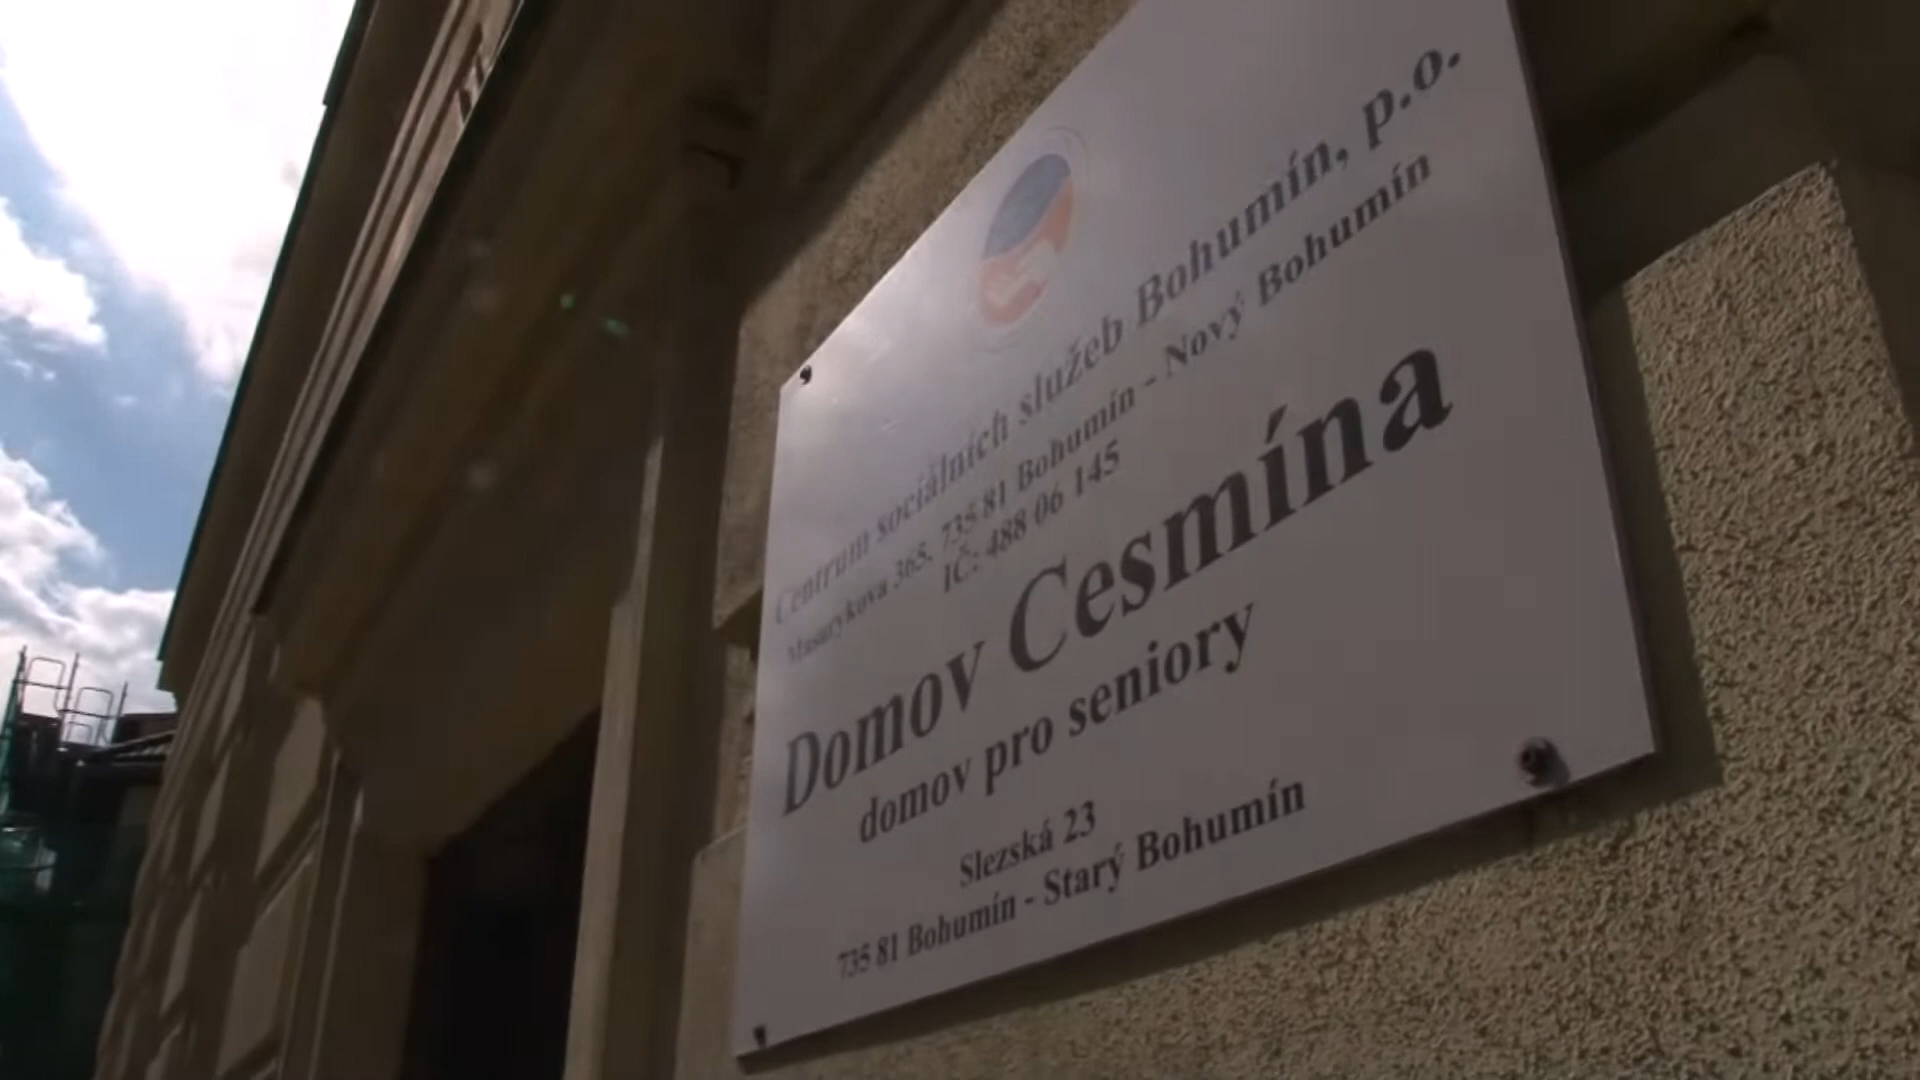 Centrum sociálních služeb Bohumín, p.o.
Masarykova 365, 735 81 Bohumín - Nový Bohumín
IČ: 488 06 145
Domov Cesmína
domov pro seniory
Slezská 23
735 81 Bohumín - Starý Bohumín